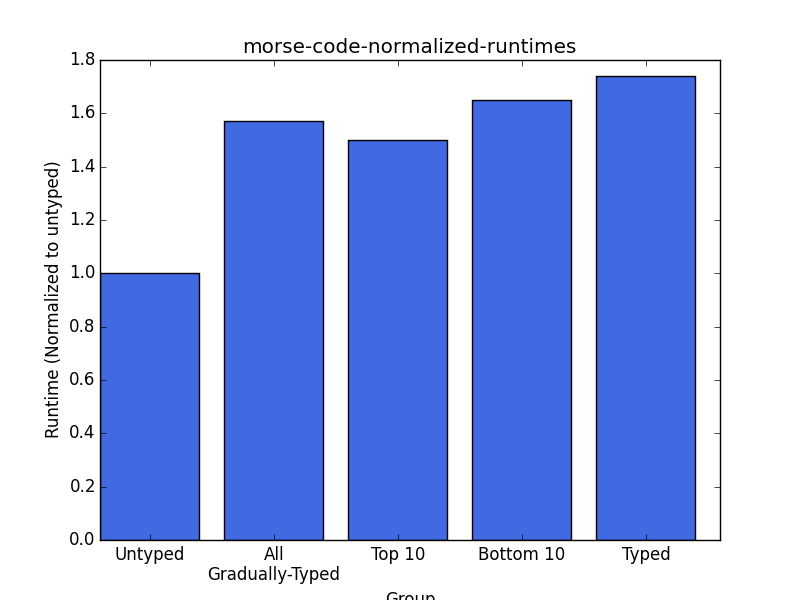 morse-code-normalized-runtimes
1.8
1.6
1.4
1.2
1.0
0.8
0.6
0.4
0.2
0.0
Runtime (Normalized to untyped)
Untyped
All
Gradually-Typed
Top 10
Bottom 10
Typed
Group